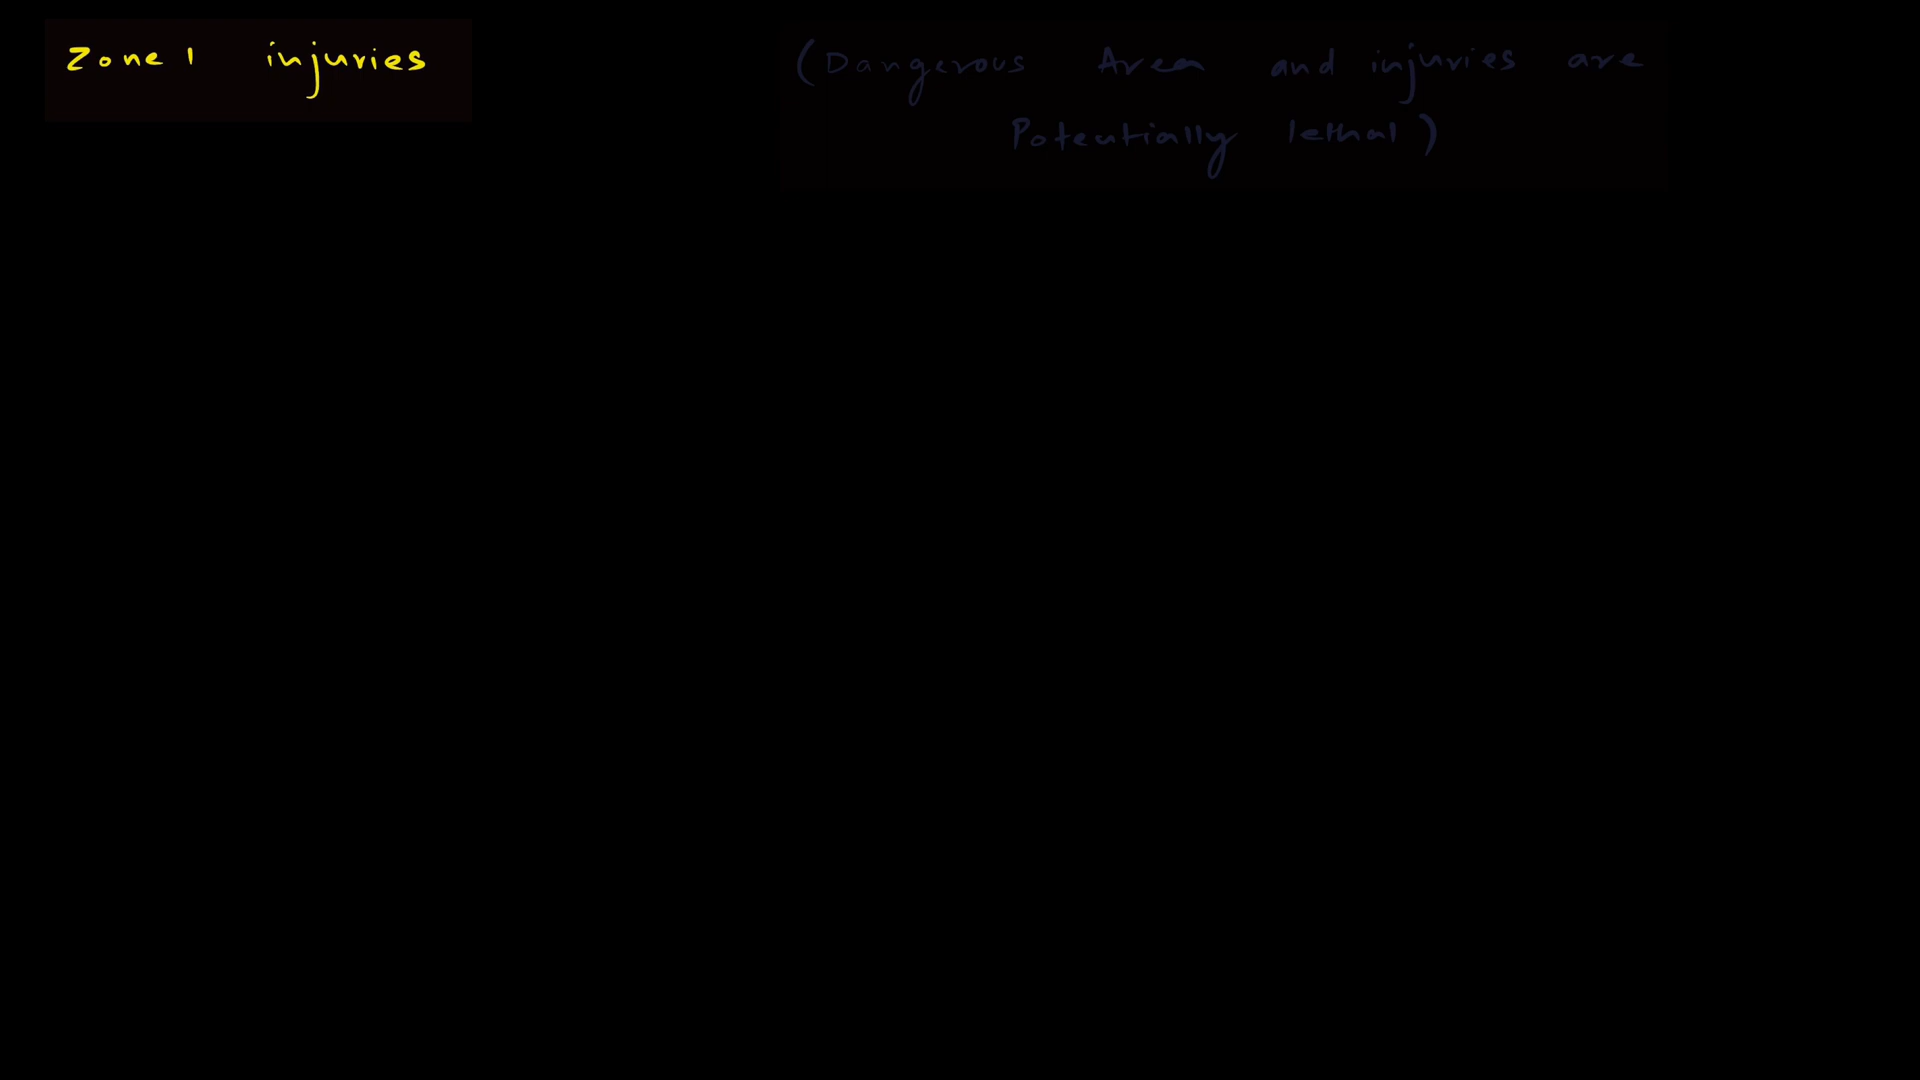 Zone 1 injuries
(Dangerous Area and injuries are
Potentially lethal)